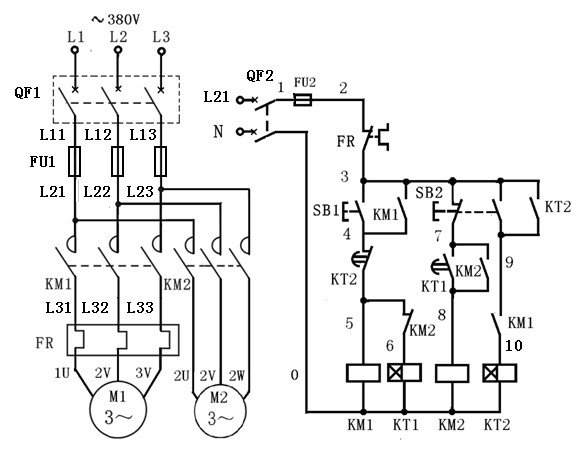 ～380V
L1 L2 L3
QF1
L11 L12 L13
FU1
L21 L22 L23
KM1 KM2
L31 L32 L33
FR
1U 2V 3V 2U 2V 2W
M1
3～
M2
3～
QF2
L21 1 FU2 2
N
FR
3
SB1 KM1 SB2 KT2
4 7
KT2 KT1 KM2 9
5 KM2 8 KM1
6 10
0
KM1 KT1 KM2 KT2